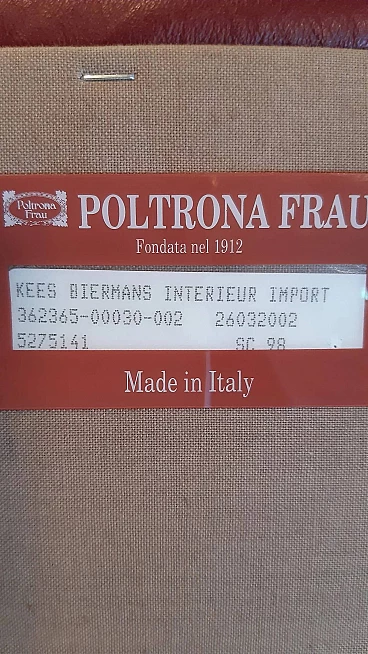 Poltrona
Frau
POLTRONA FRAU
Fondata nel 1912
KEES BIERMANS INTERIEUR IMPORT
362365-00030-002 26032002
5275141 SC 98
Made in Italy